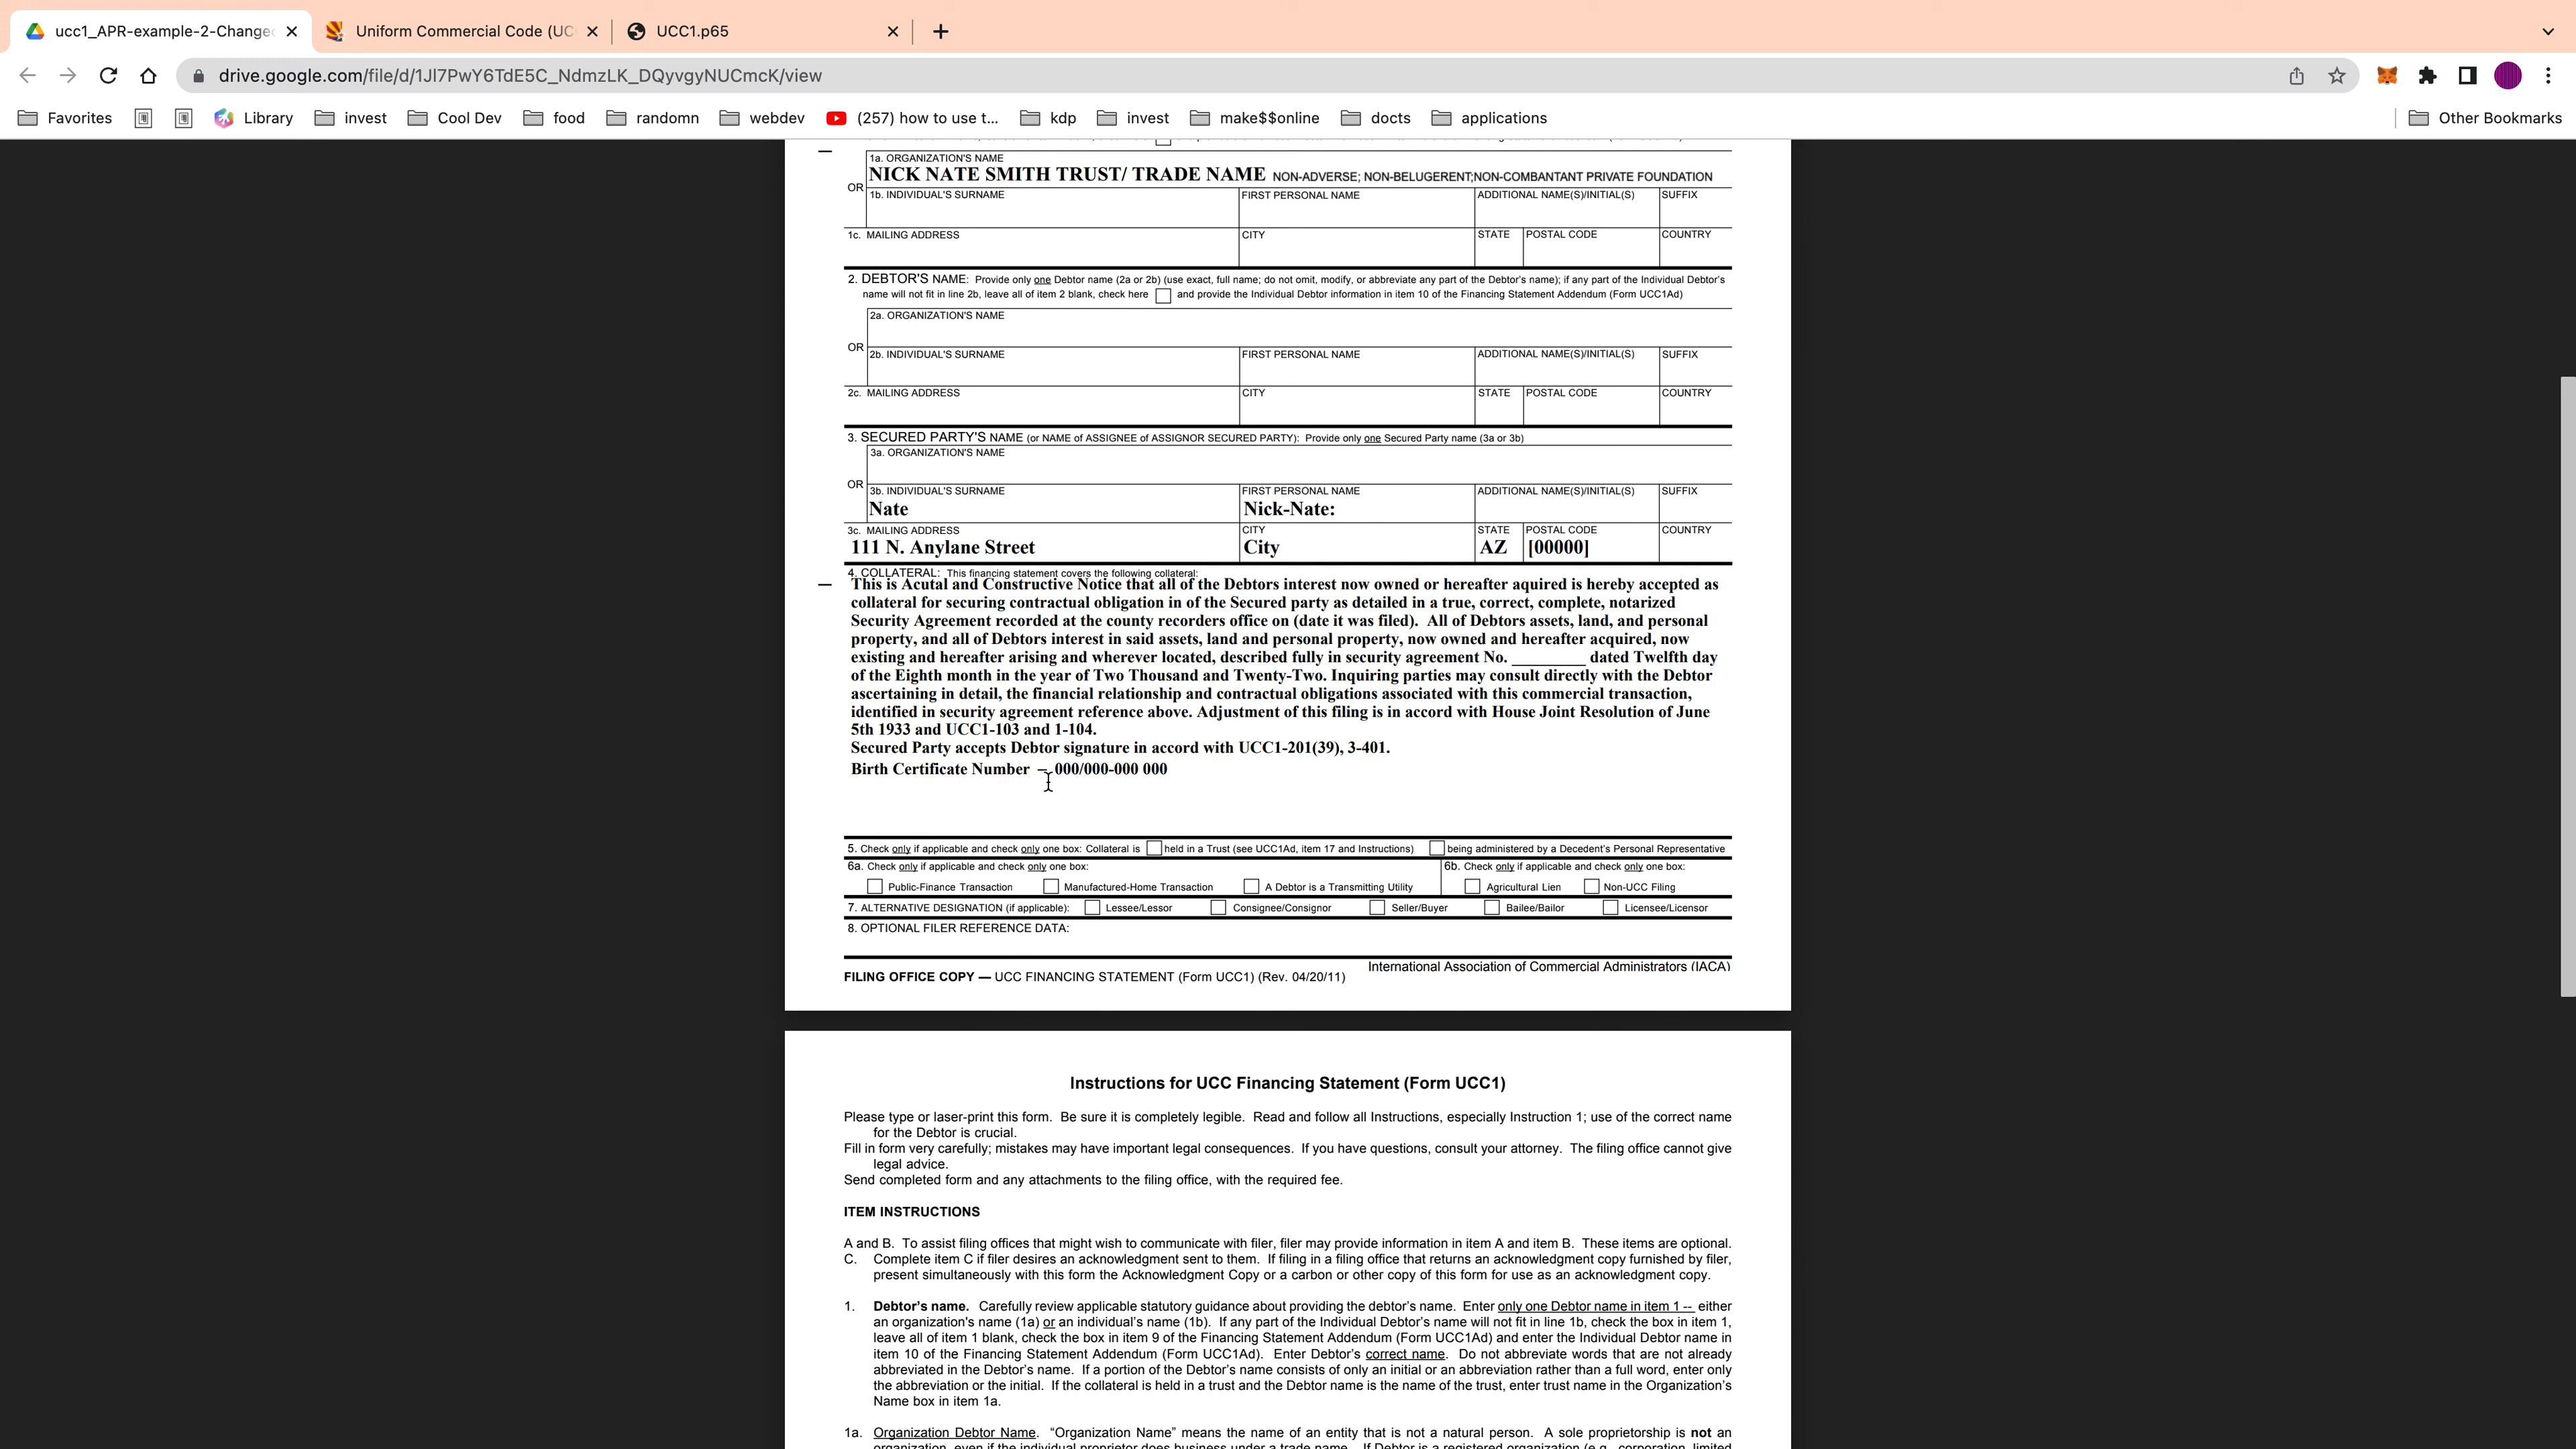 ucc1_APR-example-2-Change
Uniform Commercial Code (UC
UCC1.p65
drive.google.com/file/d/1Jl7PwY6TdE5C_NdmzLK_DQyvgyNUCmcK/view
Favorites Library invest Cool Dev food randomn webdev (257) how to use t... kdp invest make$$online docts applications Other Bookmarks
1a. ORGANIZATION'S NAME
NICK NATE SMITH TRUST/ TRADE NAME NON-ADVERSE; NON-BELUGERENT;NON-COMBANTANT PRIVATE FOUNDATION
OR
1b. INDIVIDUAL'S SURNAME FIRST PERSONAL NAME ADDITIONAL NAME(S)/INITIAL(S) SUFFIX
1c. MAILING ADDRESS CITY STATE POSTAL CODE COUNTRY
2. DEBTOR'S NAME: Provide only one Debtor name (2a or 2b) (use exact, full name; do not omit, modify, or abbreviate any part of the Debtor's name); if any part of the Individual Debtor's
name will not fit in line 2b, leave all of item 2 blank, check here and provide the Individual Debtor information in item 10 of the Financing Statement Addendum (Form UCC1Ad)
2a. ORGANIZATION'S NAME
OR
2b. INDIVIDUAL'S SURNAME FIRST PERSONAL NAME ADDITIONAL NAME(S)/INITIAL(S) SUFFIX
2c. MAILING ADDRESS CITY STATE POSTAL CODE COUNTRY
3. SECURED PARTY'S NAME (or NAME of ASSIGNEE of ASSIGNOR SECURED PARTY): Provide only one Secured Party name (3a or 3b)
3a. ORGANIZATION'S NAME
OR
3b. INDIVIDUAL'S SURNAME FIRST PERSONAL NAME ADDITIONAL NAME(S)/INITIAL(S) SUFFIX
Nate Nick-Nate:
3c. MAILING ADDRESS CITY STATE POSTAL CODE COUNTRY
111 N. Anylane Street City AZ [00000]
4. COLLATERAL: This financing statement covers the following collateral:
This is Acutal and Constructive Notice that all of the Debtors interest now owned or hereafter aquired is hereby accepted as
collateral for securing contractual obligation in of the Secured party as detailed in a true, correct, complete, notarized
Security Agreement recorded at the county recorders office on (date it was filed). All of Debtors assets, land, and personal
property, and all of Debtors interest in said assets, land and personal property, now owned and hereafter acquired, now
existing and hereafter arising and wherever located, described fully in security agreement No. ________ dated Twelfth day
of the Eighth month in the year of Two Thousand and Twenty-Two. Inquiring parties may consult directly with the Debtor
ascertaining in detail, the financial relationship and contractual obligations associated with this commercial transaction,
identified in security agreement reference above. Adjustment of this filing is in accord with House Joint Resolution of June
5th 1933 and UCC1-103 and 1-104.
Secured Party accepts Debtor signature in accord with UCC1-201(39), 3-401.
Birth Certificate Number – 000/000-000 000
5. Check only if applicable and check only one box: Collateral is held in a Trust (see UCC1Ad, item 17 and Instructions) being administered by a Decedent's Personal Representative
6a. Check only if applicable and check only one box: 6b. Check only if applicable and check only one box:
Public-Finance Transaction Manufactured-Home Transaction A Debtor is a Transmitting Utility Agricultural Lien Non-UCC Filing
7. ALTERNATIVE DESIGNATION (if applicable): Lessee/Lessor Consignee/Consignor Seller/Buyer Bailee/Bailor Licensee/Licensor
8. OPTIONAL FILER REFERENCE DATA:
International Association of Commercial Administrators (IACA)
FILING OFFICE COPY — UCC FINANCING STATEMENT (Form UCC1) (Rev. 04/20/11)
Instructions for UCC Financing Statement (Form UCC1)
Please type or laser-print this form. Be sure it is completely legible. Read and follow all Instructions, especially Instruction 1; use of the correct name
for the Debtor is crucial.
Fill in form very carefully; mistakes may have important legal consequences. If you have questions, consult your attorney. The filing office cannot give
legal advice.
Send completed form and any attachments to the filing office, with the required fee.
ITEM INSTRUCTIONS
A and B. To assist filing offices that might wish to communicate with filer, filer may provide information in item A and item B. These items are optional.
C. Complete item C if filer desires an acknowledgment sent to them. If filing in a filing office that returns an acknowledgment copy furnished by filer,
present simultaneously with this form the Acknowledgment Copy or a carbon or other copy of this form for use as an acknowledgment copy.
1. Debtor's name. Carefully review applicable statutory guidance about providing the debtor's name. Enter only one Debtor name in item 1 -- either
an organization's name (1a) or an individual's name (1b). If any part of the Individual Debtor's name will not fit in line 1b, check the box in item 1,
leave all of item 1 blank, check the box in item 9 of the Financing Statement Addendum (Form UCC1Ad) and enter the Individual Debtor name in
item 10 of the Financing Statement Addendum (Form UCC1Ad). Enter Debtor's correct name. Do not abbreviate words that are not already
abbreviated in the Debtor's name. If a portion of the Debtor's name consists of only an initial or an abbreviation rather than a full word, enter only
the abbreviation or the initial. If the collateral is held in a trust and the Debtor name is the name of the trust, enter trust name in the Organization's
Name box in item 1a.
1a. Organization Debtor Name. "Organization Name" means the name of an entity that is not a natural person. A sole proprietorship is not an
organization, even if the individual proprietor does business under a trade name. If Debtor is a registered organization (e.g., corporation, limited